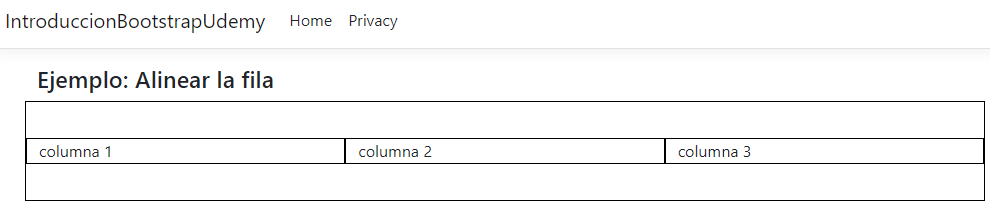 IntroduccionBootstrapUdemy Home Privacy
Ejemplo: Alinear la fila
columna 1 columna 2 columna 3